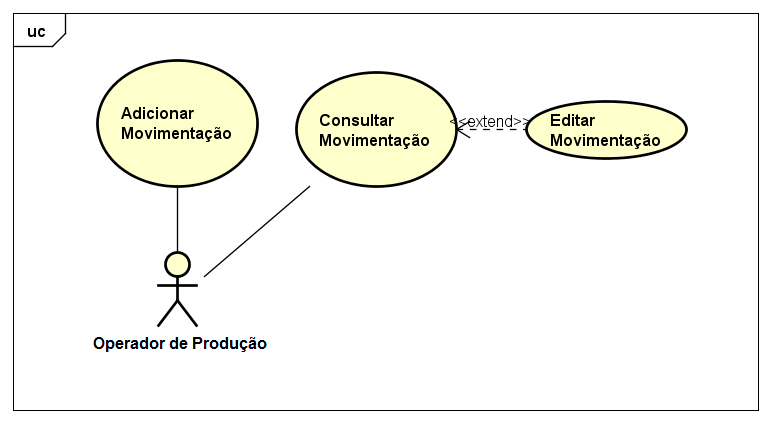 uc
Adicionar
Movimentação
Consultar
Movimentação
<<extend>>
Editar
Movimentação
Operador de Produção